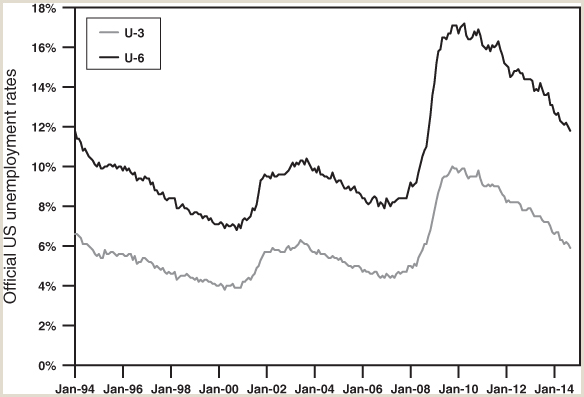 18%
U-3
U-6
16%
14%
12%
10%
8%
6%
4%
2%
0%
Official US unemployment rates
Jan-94 Jan-96 Jan-98 Jan-00 Jan-02 Jan-04 Jan-06 Jan-08 Jan-10 Jan-12 Jan-14